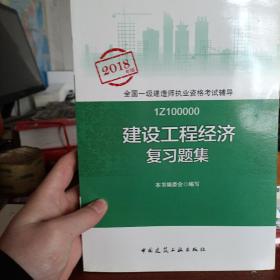 2018
全国一级建造师执业资格考试辅导
1Z100000
建设工程经济
复习题集
本书编委会◎编写
中国建筑工业出版社